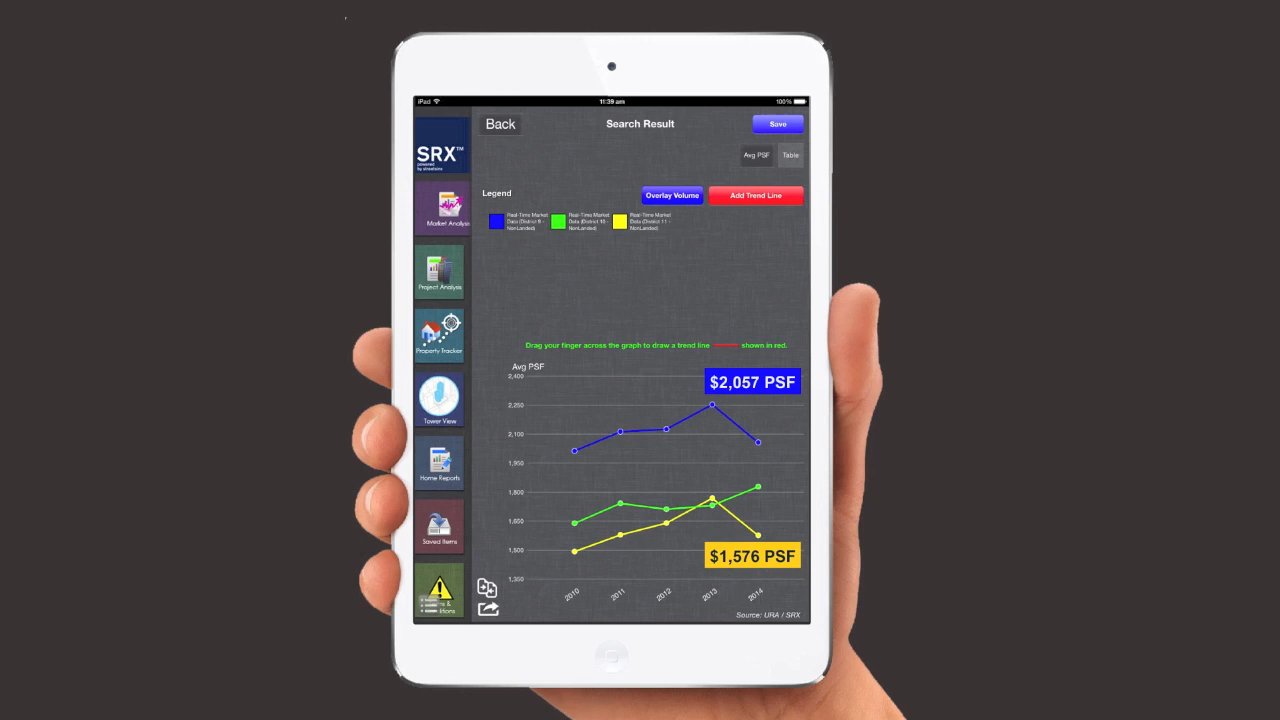 iPad
11:39 am
100%
Back
Search Result
Save
SRX™
powered
by streetsine
Avg PSF
Table
Market Analysis
Legend
Overlay Volume
Add Trend Line
Real-Time Market
Data (District 9 -
NonLanded)
Real-Time Market
Data (District 10 -
NonLanded)
Real-Time Market
Data (District 11 -
NonLanded)
Project Analysis
Property Tracker
Drag your finger across the graph to draw a trend line
shown in red.
Avg PSF
2,400
$2,057 PSF
2,250
Tower View
2,100
1,950
Home Reports
1,800
1,650
Saved Items
1,500
$1,576 PSF
1,350
2010
2011
2012
2013
2014
Source: URA / SRX